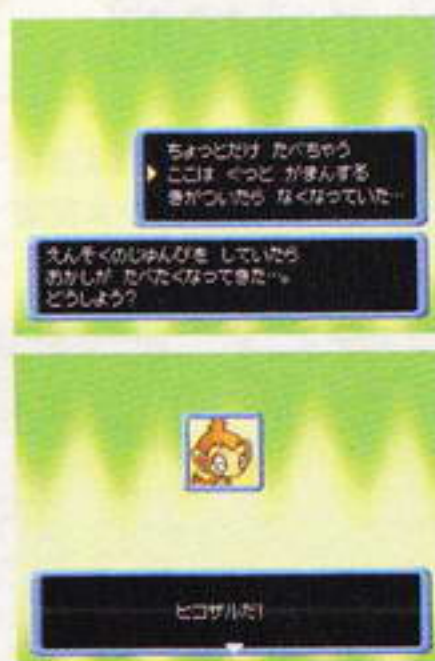 ちょっとだけ たべちゃう
ここは ぐっと がまんする
きがついたら なくなっていた…
えんそくのじゅんびを していたら
おかしが たべたくなってきた…。
どうしよう?
ヒコザルだ!